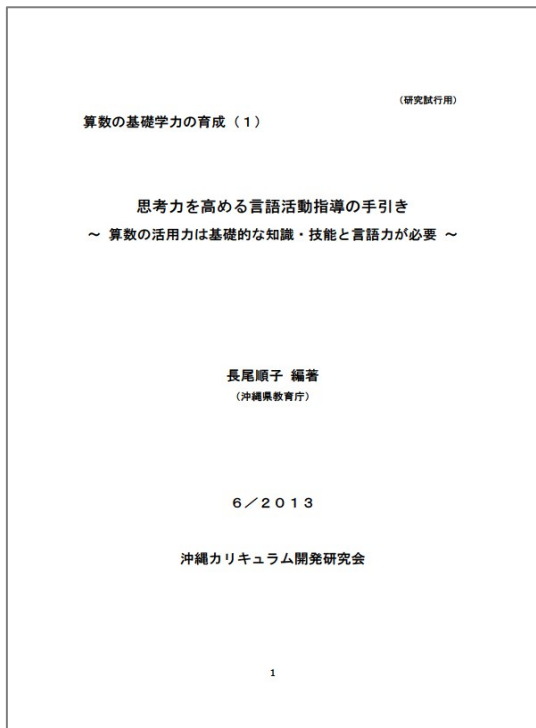 (研究試行用)
算数の基礎学力の育成(1)
思考力を高める言語活動指導の手引き
~ 算数の活用力は基礎的な知識・技能と言語力が必要 ~
長尾順子 編著
(沖縄県教育庁)
6/2013
沖縄カリキュラム開発研究会
1